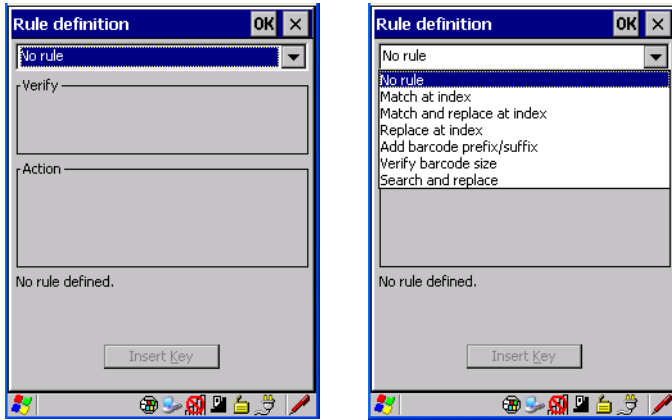 Rule definition OK
No rule
Verify
Action
No rule defined.
Insert Key
Rule definition OK
No rule
No rule
Match at index
Match and replace at index
Replace at index
Add barcode prefix/suffix
Verify barcode size
Search and replace
No rule defined.
Insert Key